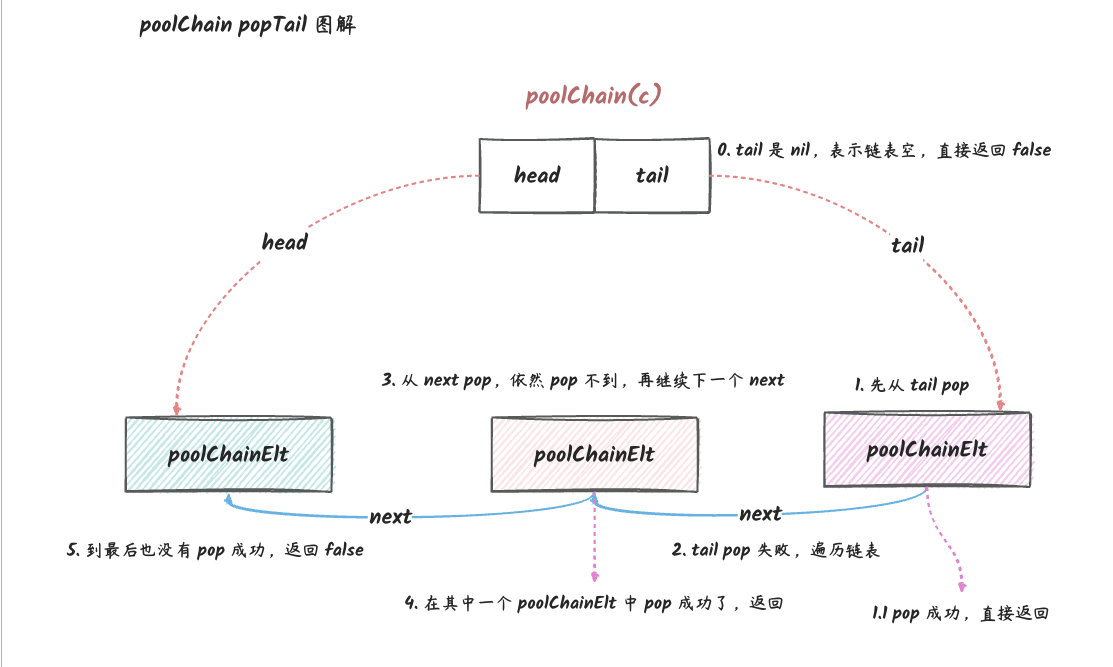 poolChain popTail 图解
poolChain(c)
head
tail
0. tail 是 nil，表示链表空，直接返回 false
head
tail
3. 从 next pop，依然 pop 不到，再继续下一个 next
1. 先从 tail pop
poolChainElt
poolChainElt
poolChainElt
next
next
5. 到最后也没有 pop 成功，返回 false
2. tail pop 失败，遍历链表
4. 在其中一个 poolChainElt 中 pop 成功了，返回
1.1 pop 成功，直接返回